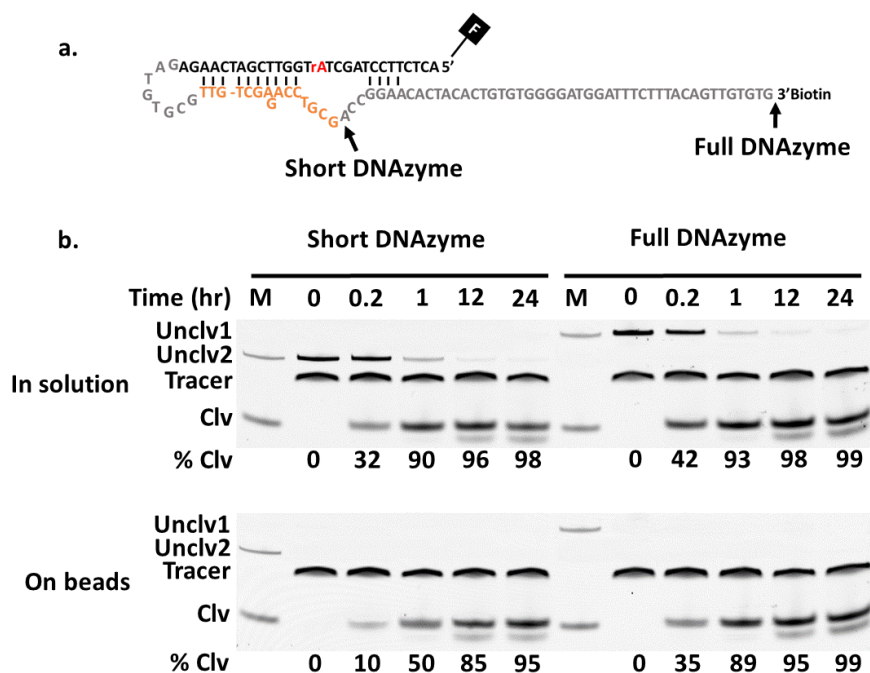 a.
F
AGAACTAGCTTGGTrATCGATCCTTCTCA 5’
G
A
T
G
T
G
C
G
TTG-TCGAACC
G
TGCG
A
CC
GGAACACTACACTGTGTGGGGATGGATTTCTTTACAGTTGTGTG 3’Biotin
Short DNAzyme
Full DNAzyme
b.
Short DNAzyme Full DNAzyme
Time (hr) M 0 0.2 1 12 24 M 0 0.2 1 12 24
Unclv1
Unclv2
In solution
Tracer
Clv
% Clv 0 32 90 96 98 0 42 93 98 99
Unclv1
Unclv2
On beads
Tracer
Clv
% Clv 0 10 50 85 95 0 35 89 95 99